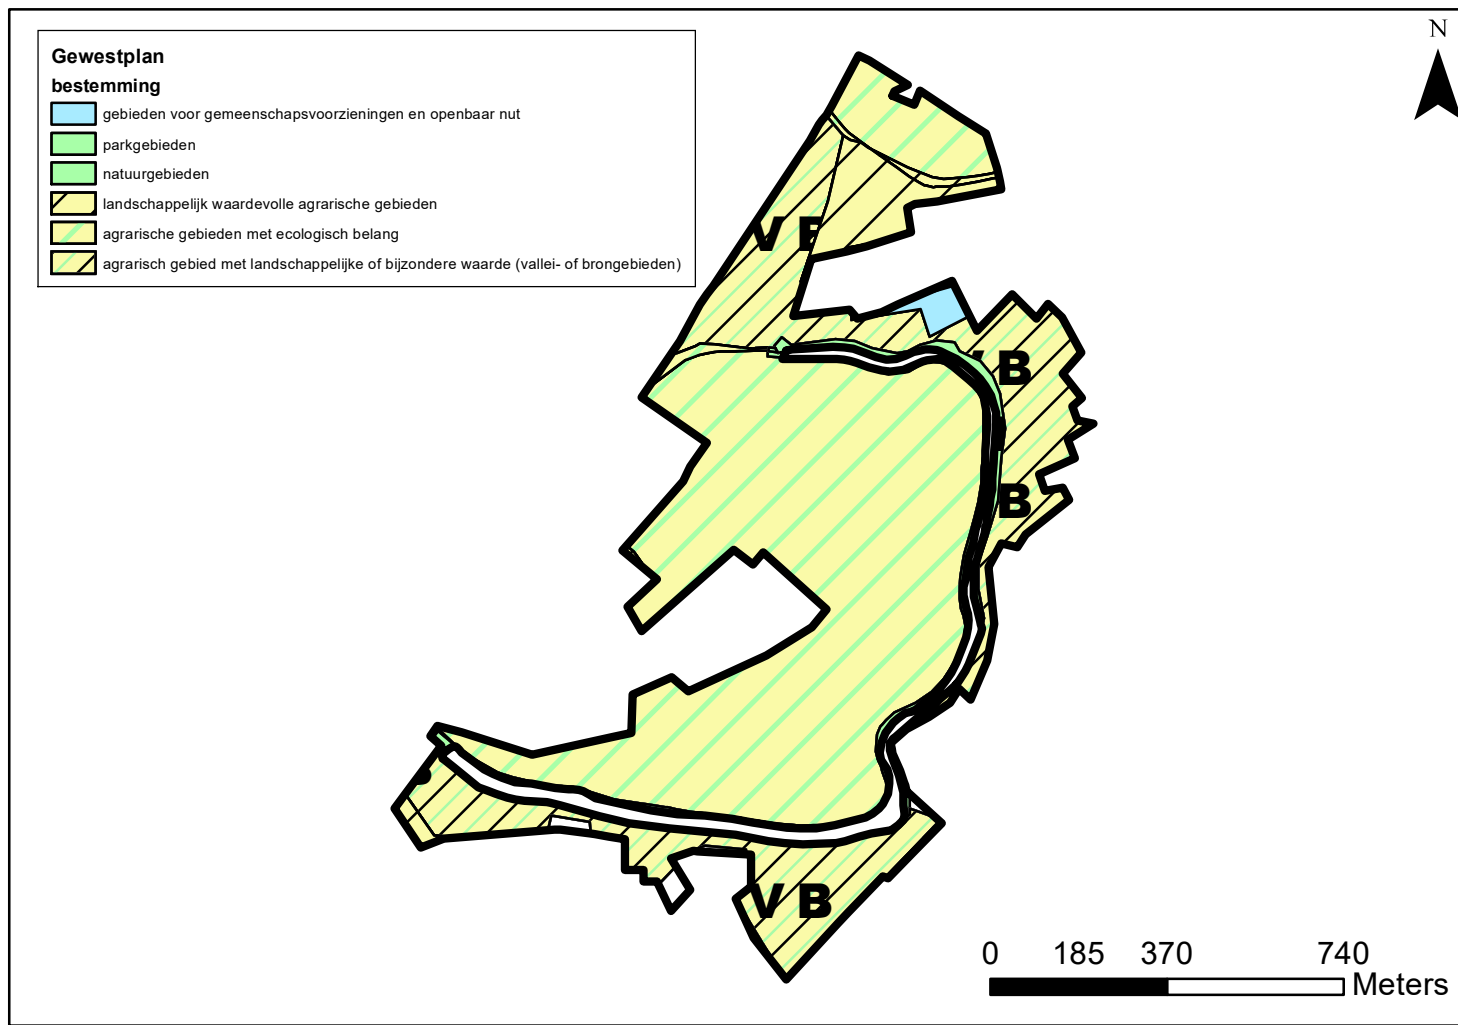 Gewestplan
bestemming
gebieden voor gemeenschapsvoorzieningen en openbaar nut
parkgebieden
natuurgebieden
landschappelijk waardevolle agrarische gebieden
agrarische gebieden met ecologisch belang
agrarisch gebied met landschappelijke of bijzondere waarde (vallei- of brongebieden)
N
V B
B
B
V B
0 185 370 740
Meters